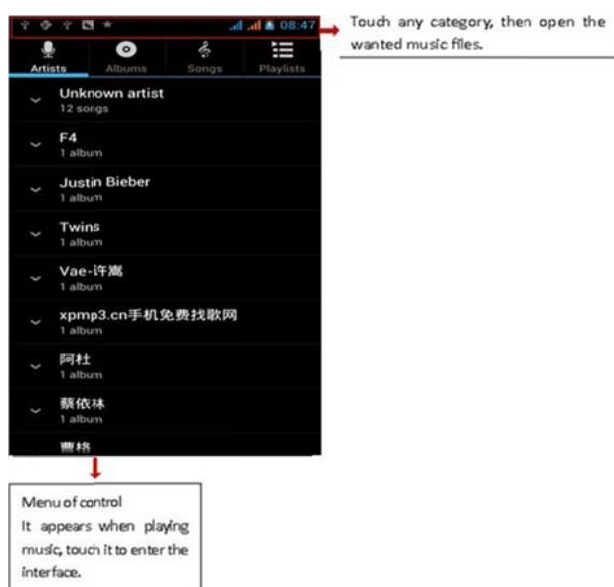 08:47
Touch any category, then open the
wanted music files.
Artists Albums Songs Playlists
Unknown artist
12 songs
F4
1 album
Justin Bieber
1 album
Twins
1 album
Vae-许嵩
1 album
xpmp3.cn手机免费找歌网
1 album
阿杜
1 album
蔡依林
1 album
曹格
Menu of control
It appears when playing
music, touch it to enter the
interface.